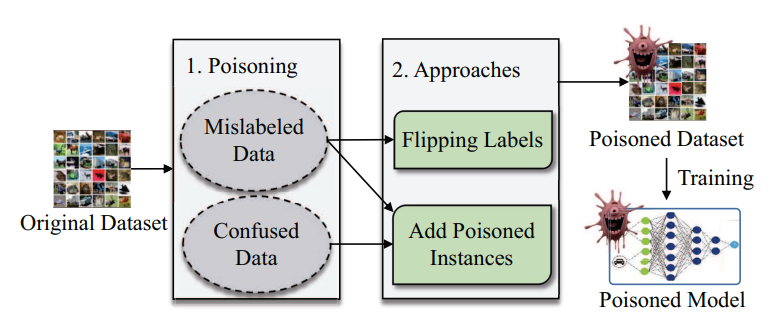 1. Poisoning
Mislabeled
Data
Confused
Data
Original Dataset
2. Approaches
Flipping Labels
Add Poisoned
Instances
Poisoned Dataset
Training
Poisoned Model